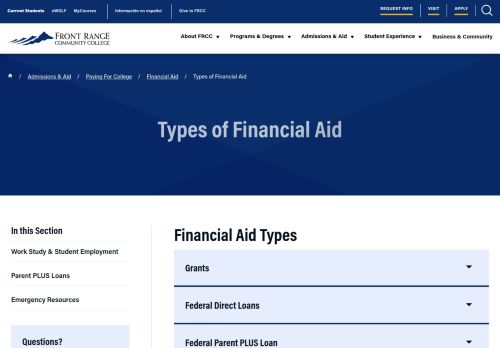 Current Students eWOLF MyCourses Información en español Give to FRCC REQUEST INFO VISIT APPLY
FRONT RANGE
COMMUNITY COLLEGE
About FRCC Programs & Degrees Admissions & Aid Student Experience Business & Community
/ Admissions & Aid / Paying For College / Financial Aid / Types of Financial Aid
Types of Financial Aid
In this Section
Work Study & Student Employment
Parent PLUS Loans
Emergency Resources
Questions?
Financial Aid Types
Grants
Federal Direct Loans
Federal Parent PLUS Loan